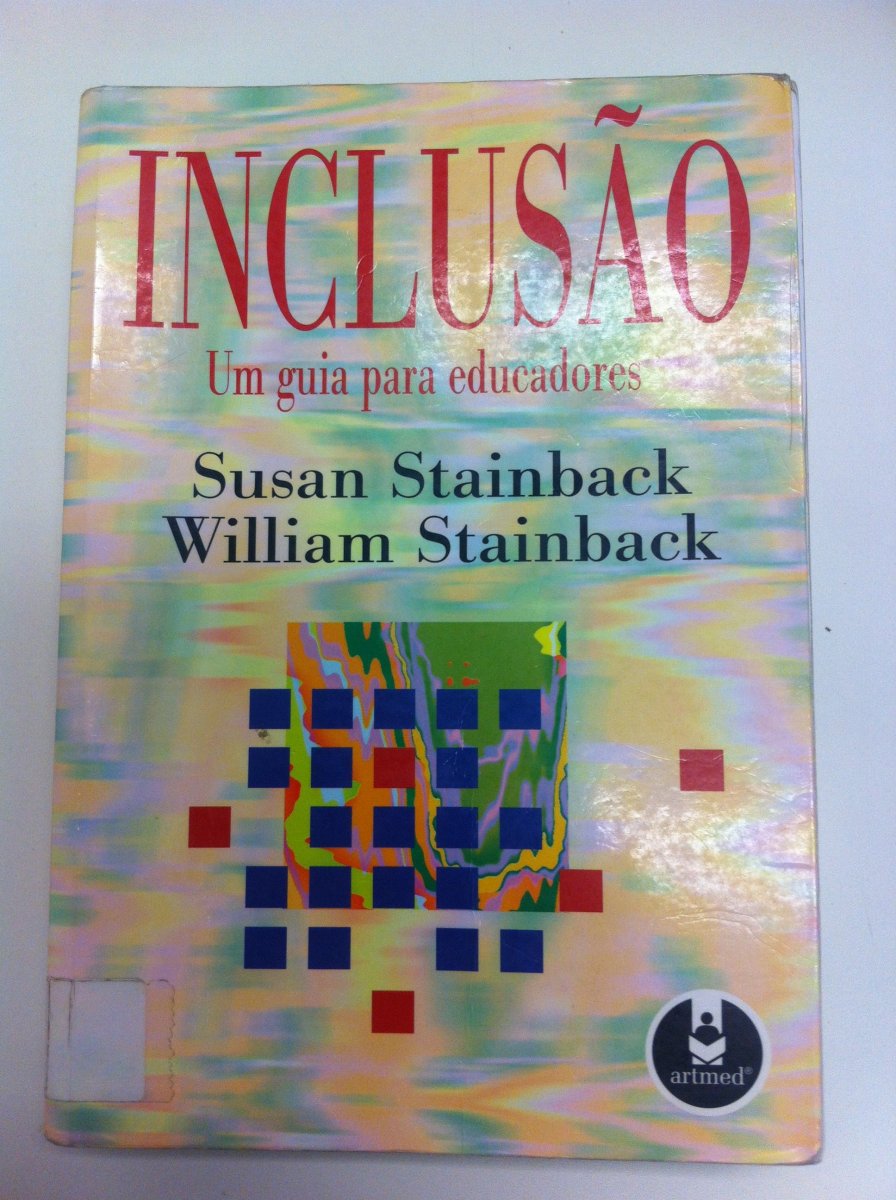 INCLUSÃO
Um guia para educadores
Susan Stainback
William Stainback
artmed®